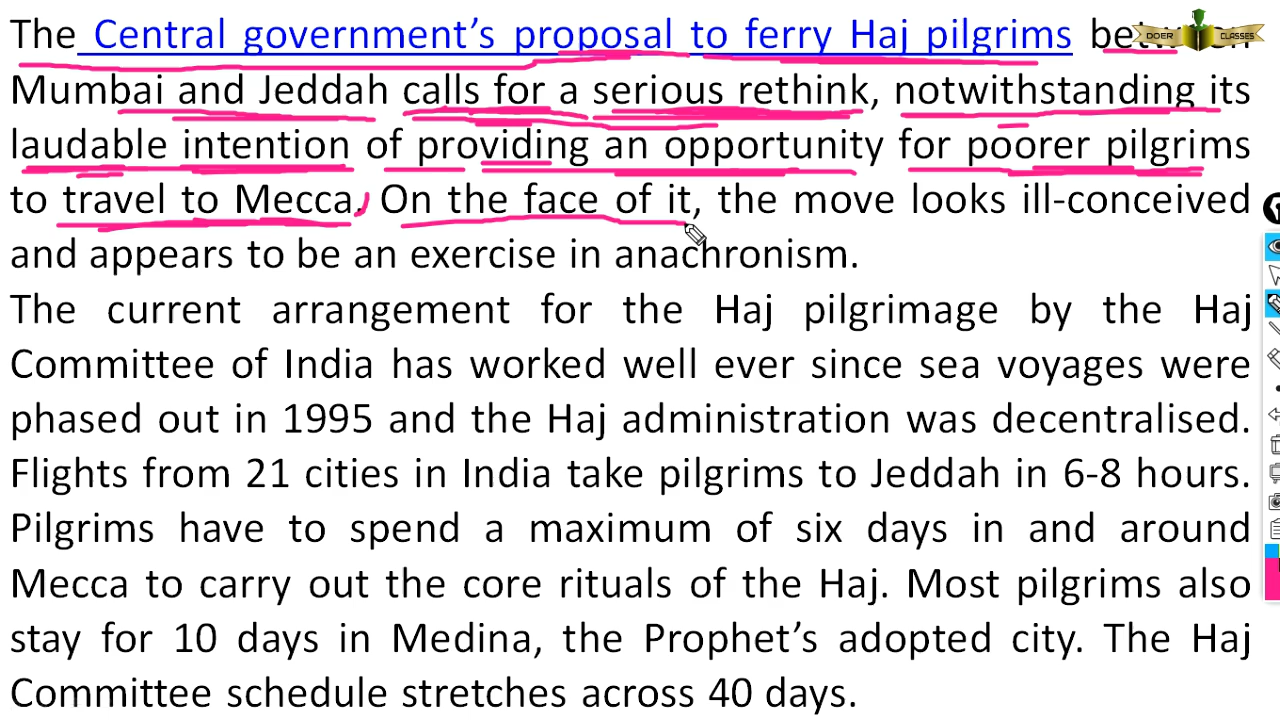 The Central government's proposal to ferry Haj pilgrims between
DOER CLASSES
Mumbai and Jeddah calls for a serious rethink, notwithstanding its
laudable intention of providing an opportunity for poorer pilgrims
to travel to Mecca. On the face of it, the move looks ill-conceived
and appears to be an exercise in anachronism.
The current arrangement for the Haj pilgrimage by the Haj
Committee of India has worked well ever since sea voyages were
phased out in 1995 and the Haj administration was decentralised.
Flights from 21 cities in India take pilgrims to Jeddah in 6-8 hours.
Pilgrims have to spend a maximum of six days in and around
Mecca to carry out the core rituals of the Haj. Most pilgrims also
stay for 10 days in Medina, the Prophet's adopted city. The Haj
Committee schedule stretches across 40 days.